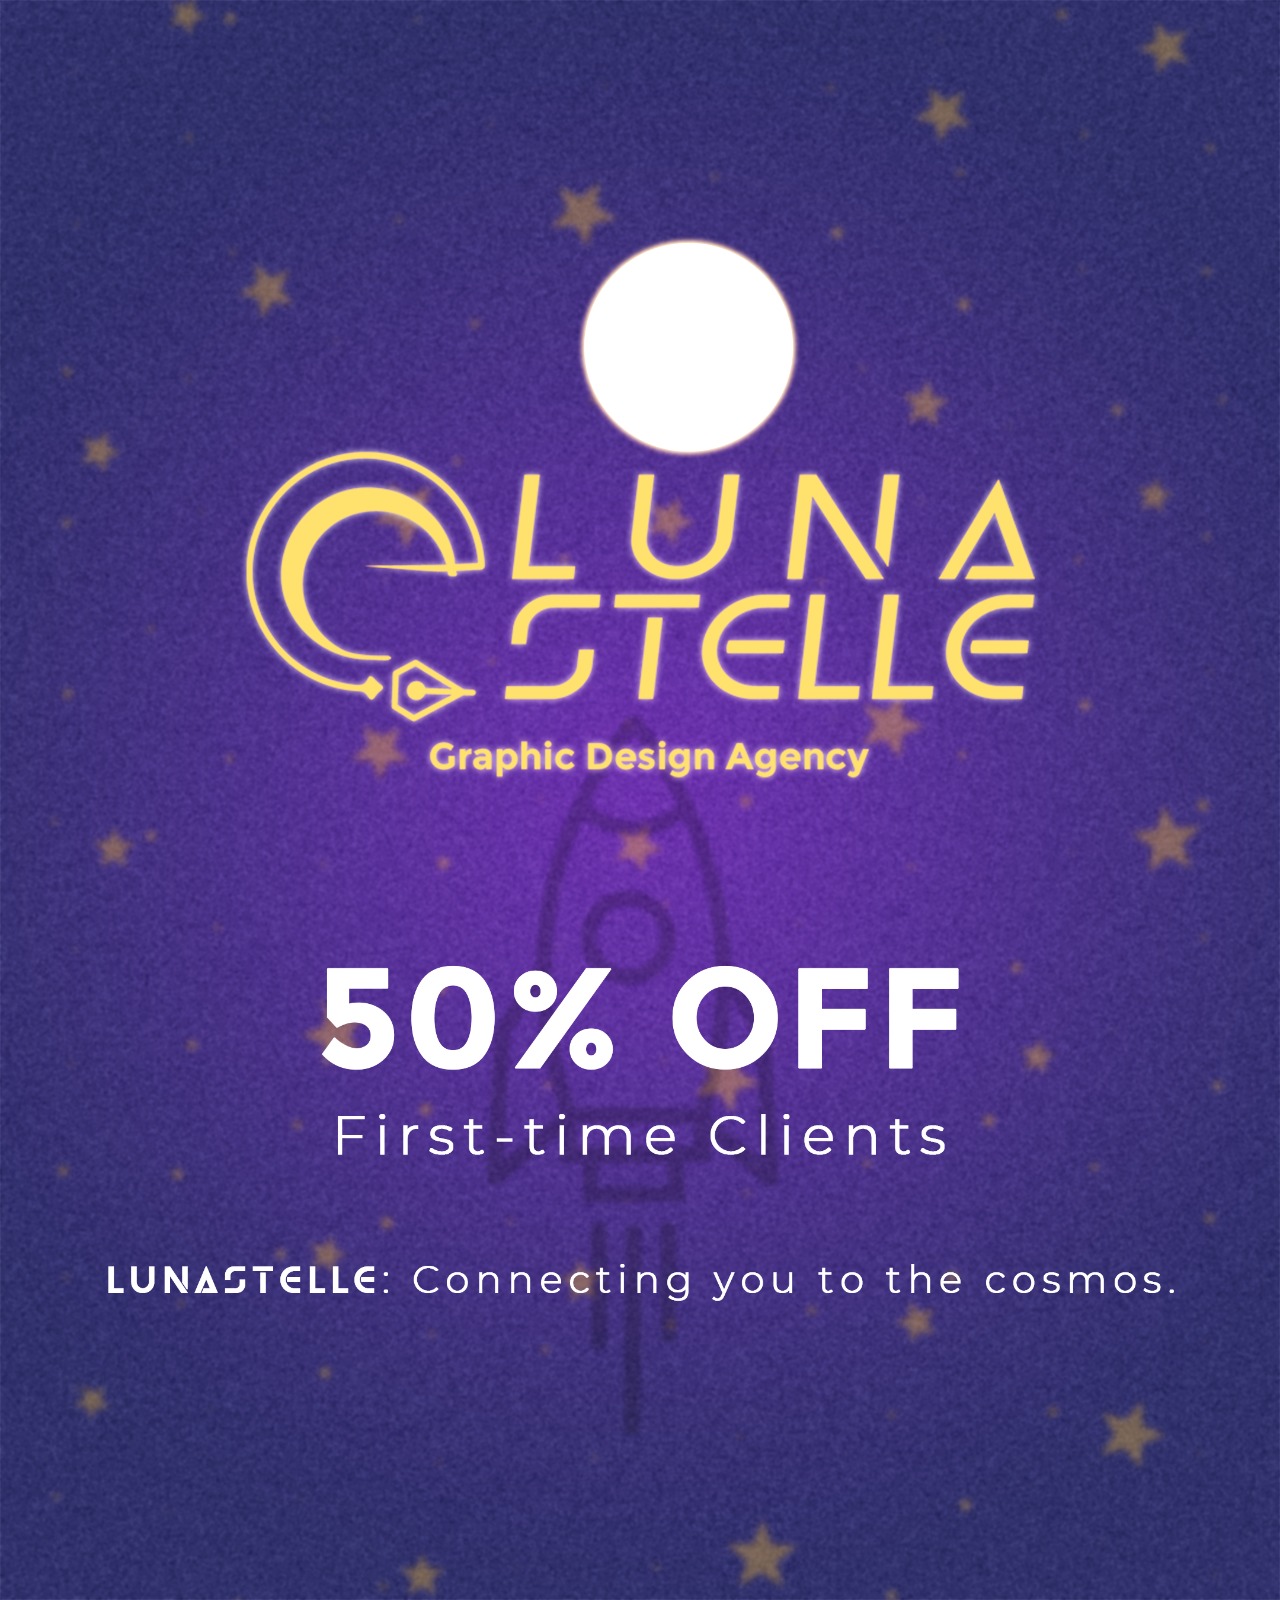 LUNA
STELLE
Graphic Design Agency
50% OFF
First-time Clients
LUNASTELLE: Connecting you to the cosmos.